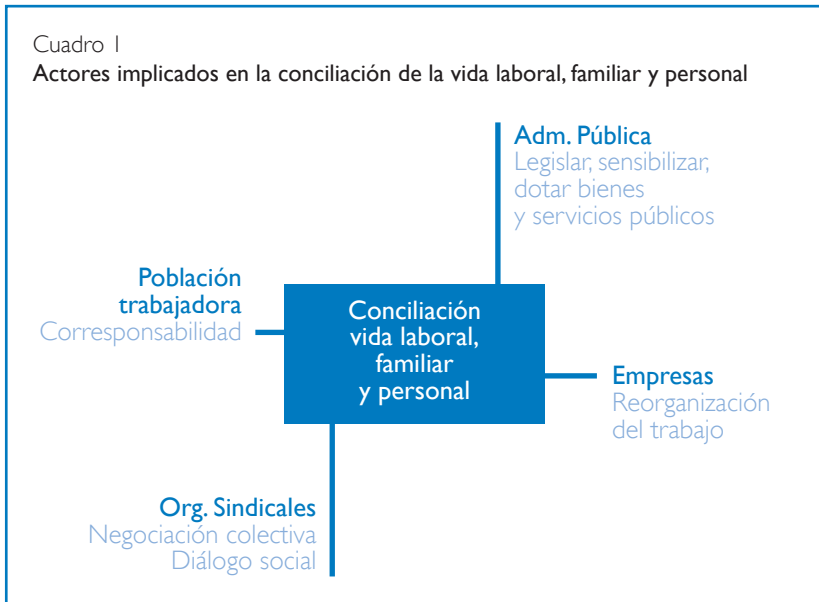 Cuadro 1
Actores implicados en la conciliación de la vida laboral, familiar y personal
Adm. Pública
Legislar, sensibilizar,
dotar bienes
y servicios públicos
Población
trabajadora
Corresponsabilidad
Conciliación
vida laboral,
familiar
y personal
Empresas
Reorganización
del trabajo
Org. Sindicales
Negociación colectiva
Diálogo social